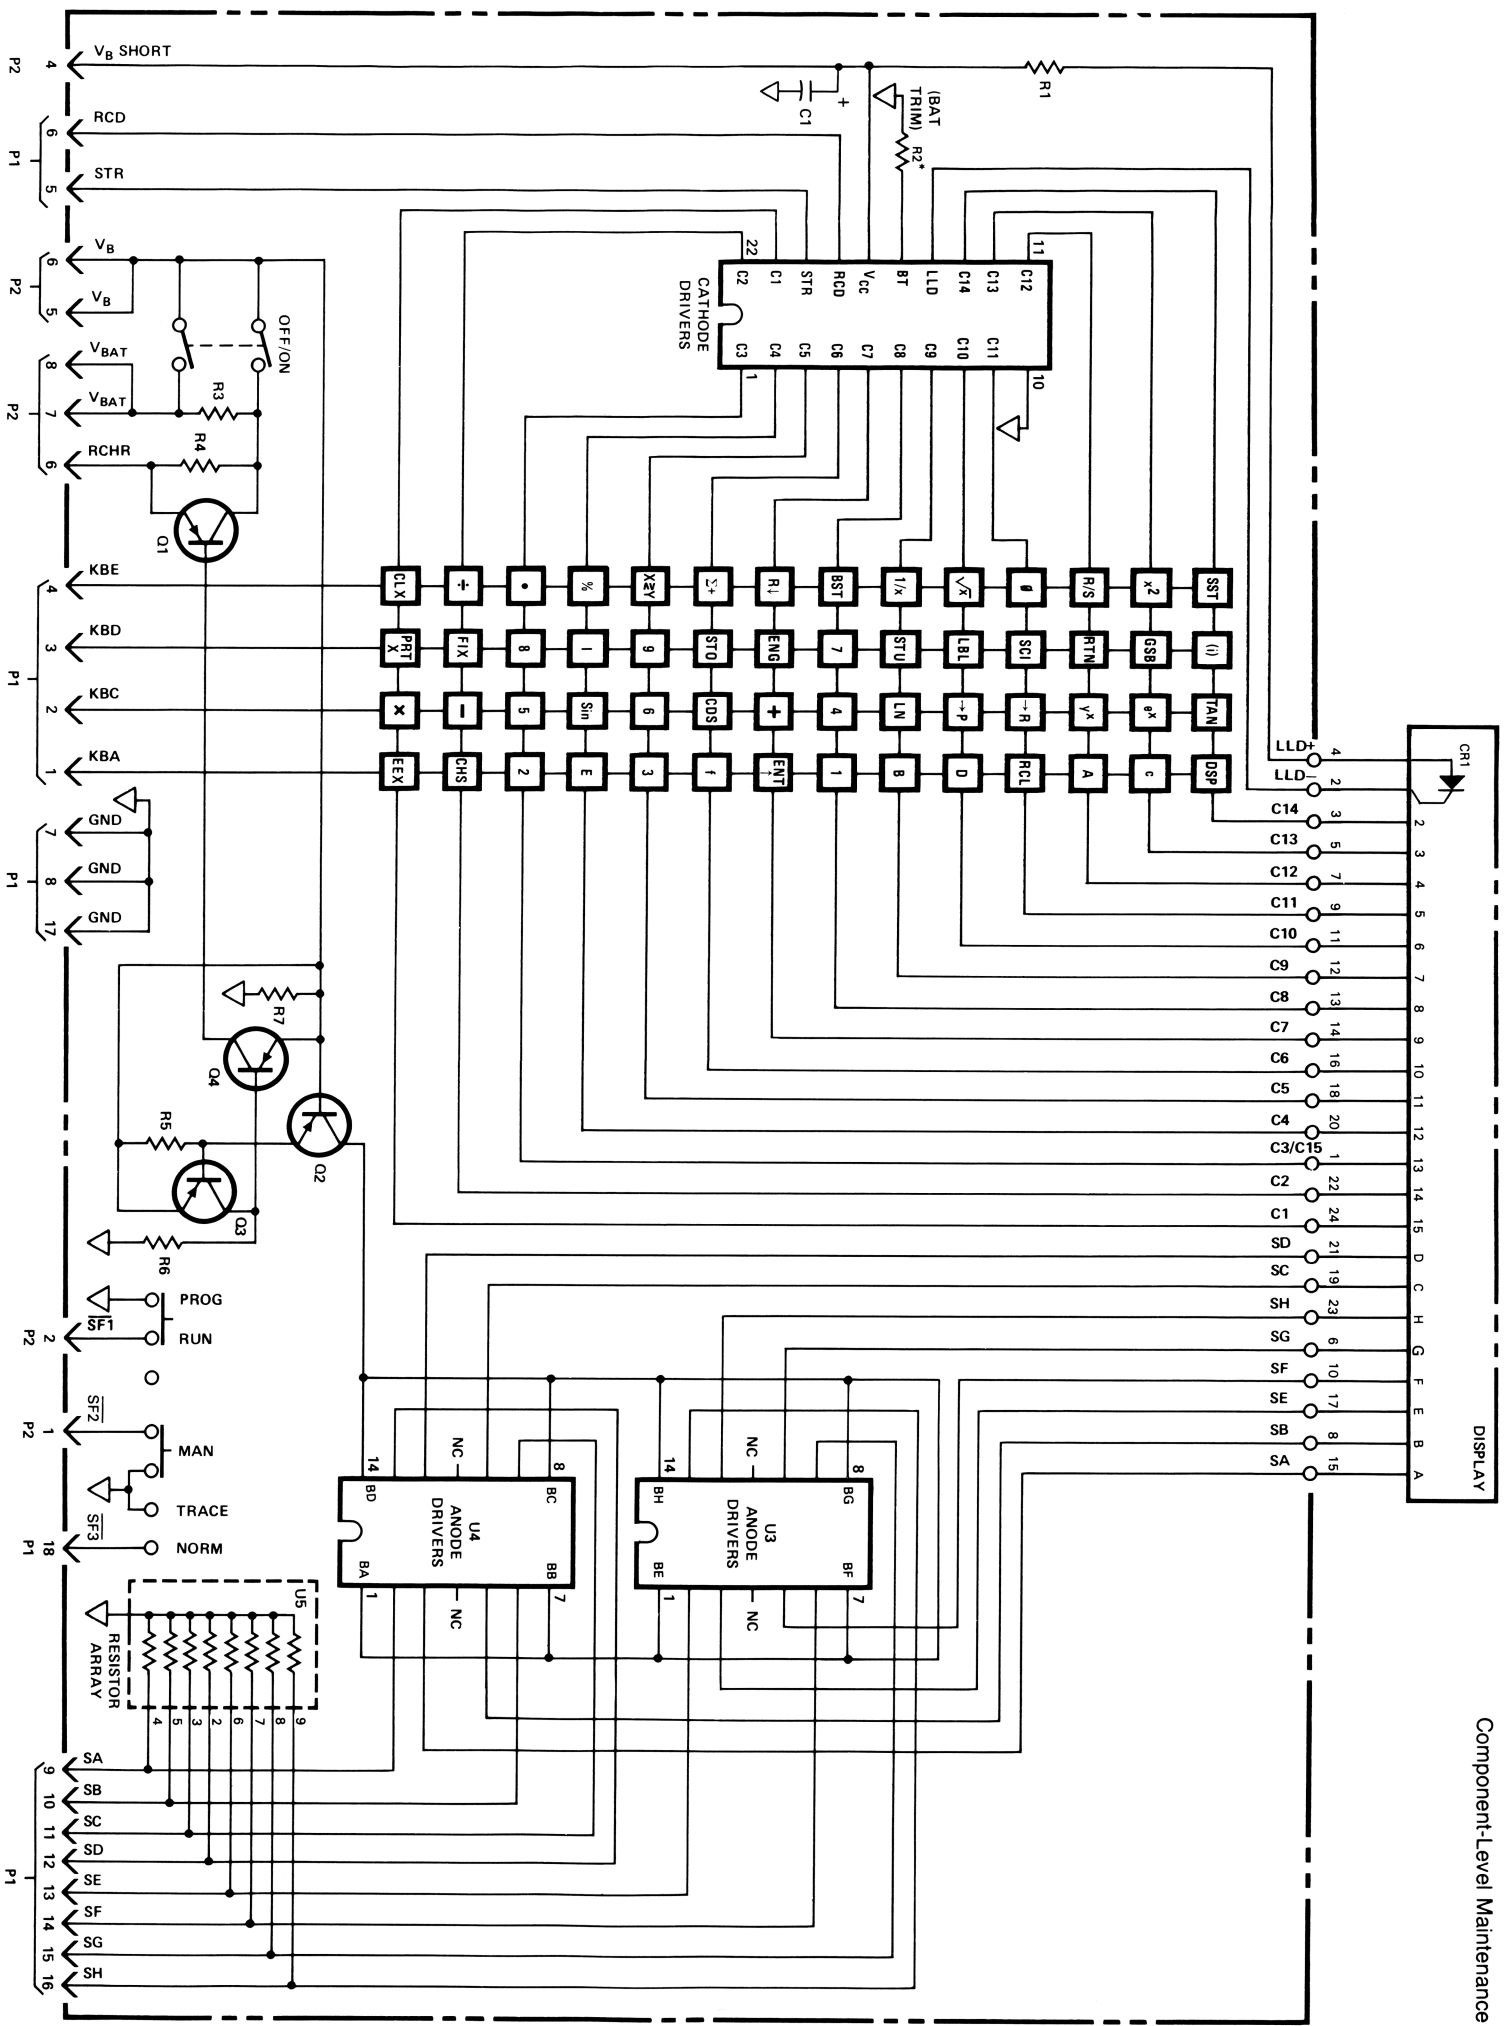 Component-Level Maintenance
V_B SHORT
P2
4
RCD
6
P1
STR
5
V_B
6
P2
V_B
5
V_BAT
8
V_BAT
7
P2
RCHR
6
R1
C1
+
(BAT
TRIM)
R2*
OFF/ON
R3
R4
Q1
22
11
C2
C1
STR
RCD
V_CC
BT
LLD
C14
C13
C12
CATHODE
DRIVERS
C3
C4
C5
C6
C7
C8
C9
C10
C11
1
10
KBE
4
KBD
3
P1
KBC
2
KBA
1
CLX
÷
•
%
X≷Y
Σ+
R↓
BST
1/x
√x
0
R/S
x²
SST
PRT X
FIX
8
I
9
STO
ENG
7
STU
LBL
SCI
RTN
GSB
(i)
×
−
5
Sin
6
CDS
+
4
LN
→P
→R
y^x
e^x
TAN
EEX
CHS
2
E
3
f
ENT↑
1
B
D
RCL
A
c
DSP
GND
7
GND
8
P1
GND
17
R7
Q4
Q2
R5
Q3
R6
CR1
DISPLAY
LLD+ 4
LLD− 2
C14 3 2
C13 5 3
C12 7 4
C11 9 5
C10 11 6
C9 12 7
C8 13 8
C7 14 9
C6 16 10
C5 18 11
C4 20 12
C3/C15 1 13
C2 22 14
C1 24 15
SD 21 D
SC 19 C
SH 23 H
SG 6 G
SF 10 F
SE 17 E
SB 8 B
SA 15 A
PROG
SF1
RUN
P2 2
SF2
P2 1
MAN
TRACE
SF3
NORM
P1 18
NC
NC
14
8
BD
BC
U4
ANODE
DRIVERS
BA
BB
1
7
NC
NC
14
8
BH
BG
U3
ANODE
DRIVERS
BE
BF
1
7
U5
RESISTOR
ARRAY
4
5
3
2
6
7
8
9
SA
9
SB
10
SC
11
SD
12
P1
SE
13
SF
14
SG
15
SH
16